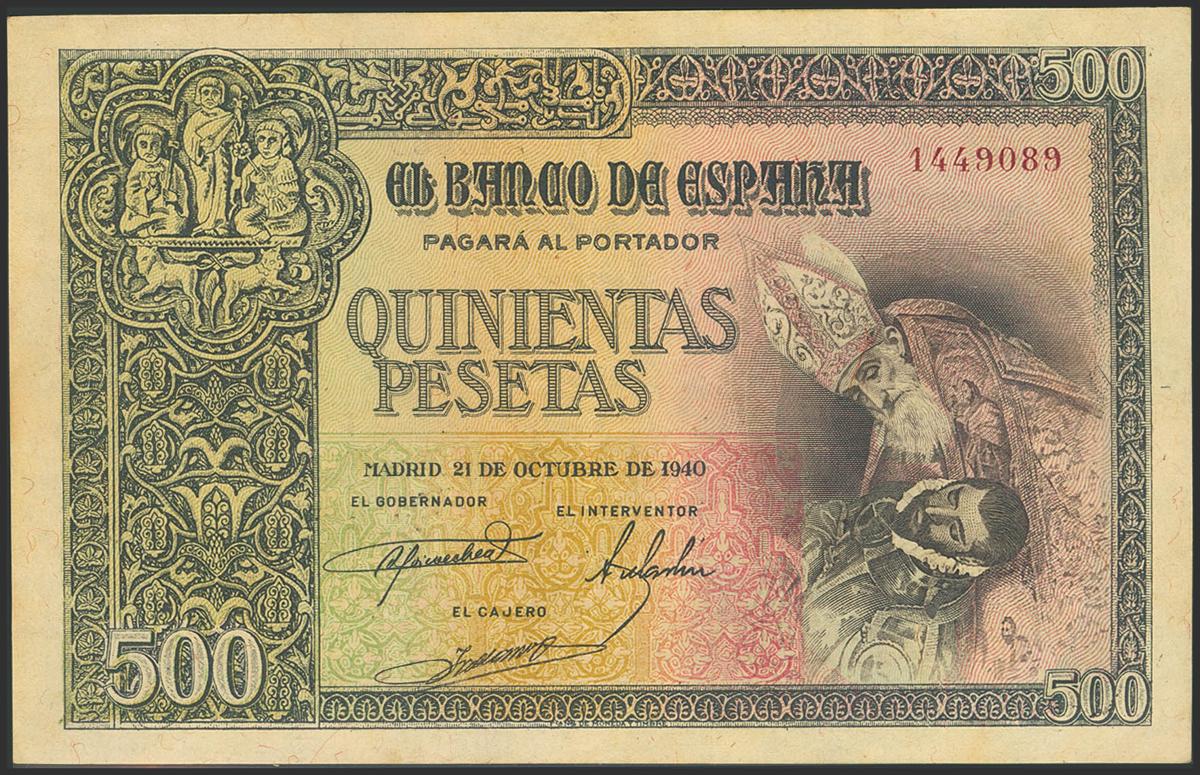 500
EL BANCO DE ESPAÑA
1449089
PAGARÁ AL PORTADOR
QUINIENTAS
PESETAS
MADRID 21 DE OCTUBRE DE 1940
EL GOBERNADOR
EL INTERVENTOR
EL CAJERO
500
500